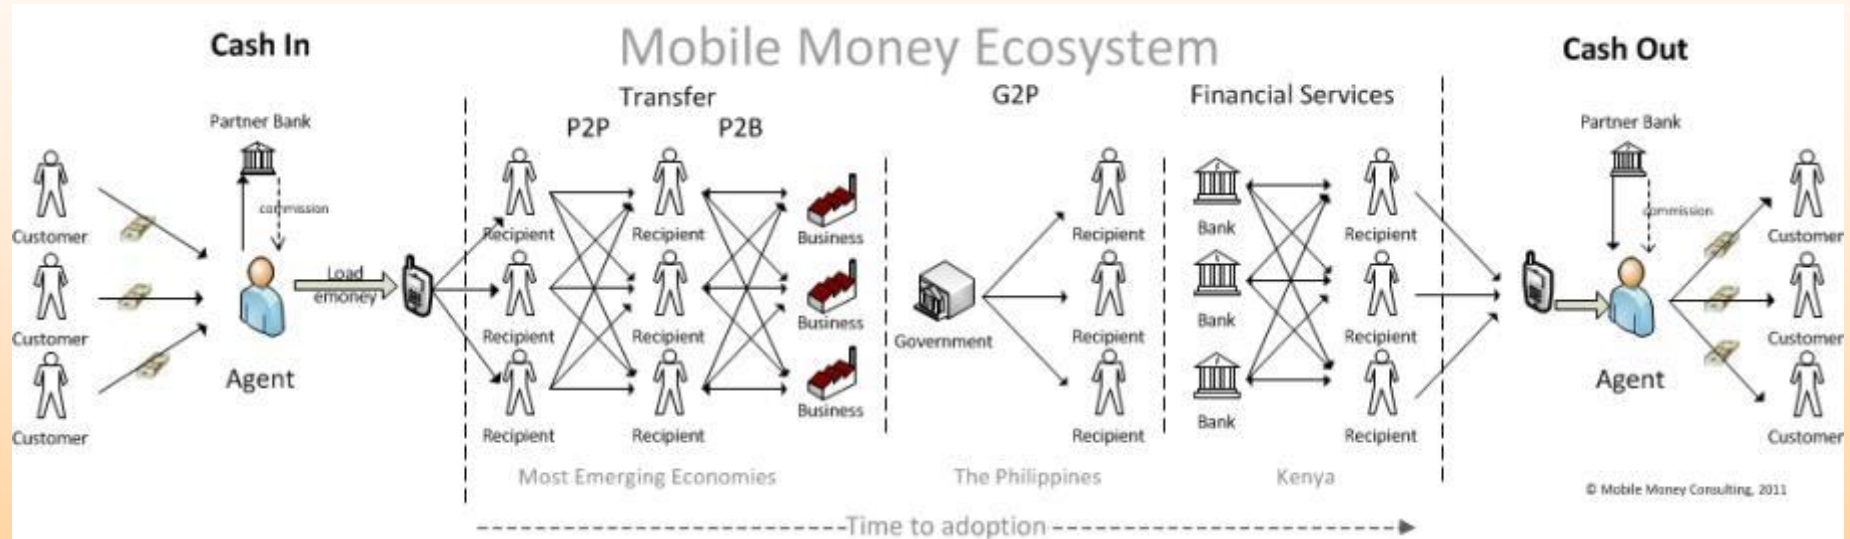 Mobile Money Ecosystem
Cash In
Partner Bank
commission
Customer
Customer
Customer
Agent
Load
emoney
Transfer
P2P
P2B
Recipient
Recipient
Recipient
Recipient
Recipient
Recipient
Business
Business
Business
Most Emerging Economies
G2P
Government
Recipient
Recipient
Recipient
The Philippines
Financial Services
Bank
Bank
Bank
Recipient
Recipient
Recipient
Kenya
Cash Out
Partner Bank
commission
Agent
Customer
Customer
Customer
© Mobile Money Consulting, 2011
Time to adoption